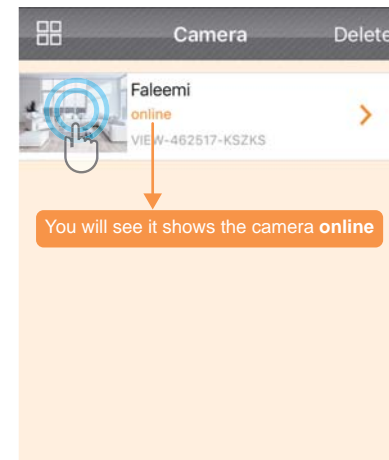 Camera Delete
Faleemi
online
VIEW-462517-KSZKS
You will see it shows the camera online